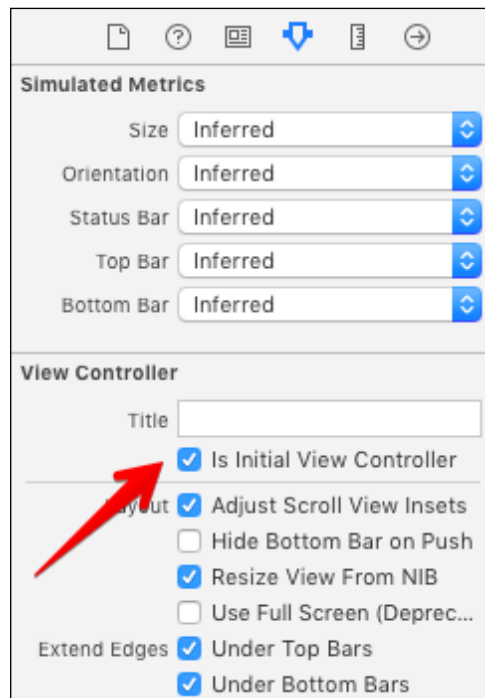 Simulated Metrics
Size Inferred
Orientation Inferred
Status Bar Inferred
Top Bar Inferred
Bottom Bar Inferred
View Controller
Title
Is Initial View Controller
Layout Adjust Scroll View Insets
Hide Bottom Bar on Push
Resize View From NIB
Use Full Screen (Deprec...
Extend Edges Under Top Bars
Under Bottom Bars